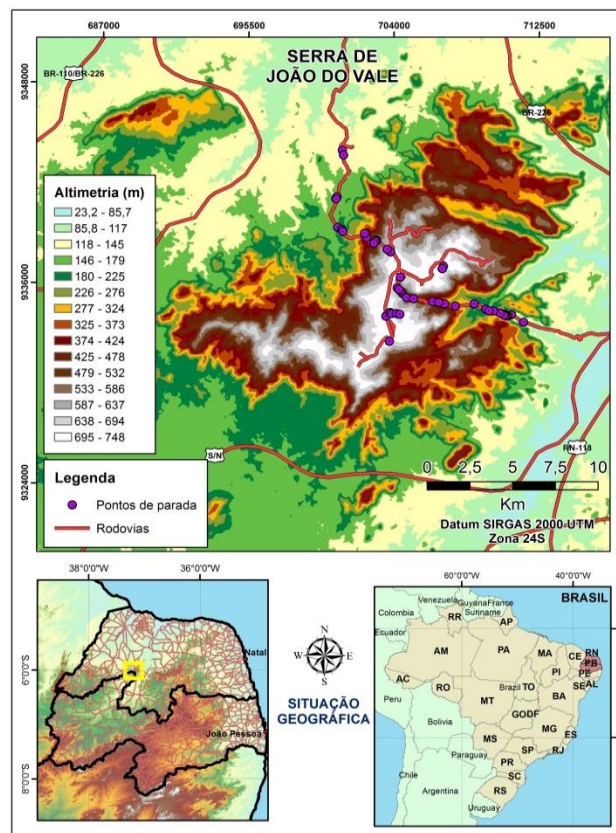 687000
695500
704000
712500
SERRA DE
JOÃO DO VALE
BR-110/BR-226
BR-226
9348000
9336000
9324000
Altimetria (m)
23,2 - 85,7
85,8 - 117
118 - 145
146 - 179
180 - 225
226 - 276
277 - 324
325 - 373
374 - 424
425 - 478
479 - 532
533 - 586
587 - 637
638 - 694
695 - 748
S/Nº
RN-118
Legenda
Pontos de parada
Rodovias
0 2,5 5 7,5 10
Km
Datum SIRGAS 2000 UTM
Zona 24S
38°0'0"W
36°0'0"W
6°0'0"S
8°0'0"S
Natal
João Pessoa
N
W
E
S
SITUAÇÃO
GEOGRÁFICA
60°0'0"W
40°0'0"W
BRASIL
Venezuela
Guyana
France
Suriname
Colombia
Ecuador
RR
AP
AM
PA
MA
CE
RN
PB
PE
AL
SE
PI
AC
RO
TO
Brazil
BA
MT
GO
DF
Peru
Bolivia
MG
ES
MS
SP
RJ
Paraguay
PR
SC
Chile
Argentina
RS
Uruguay